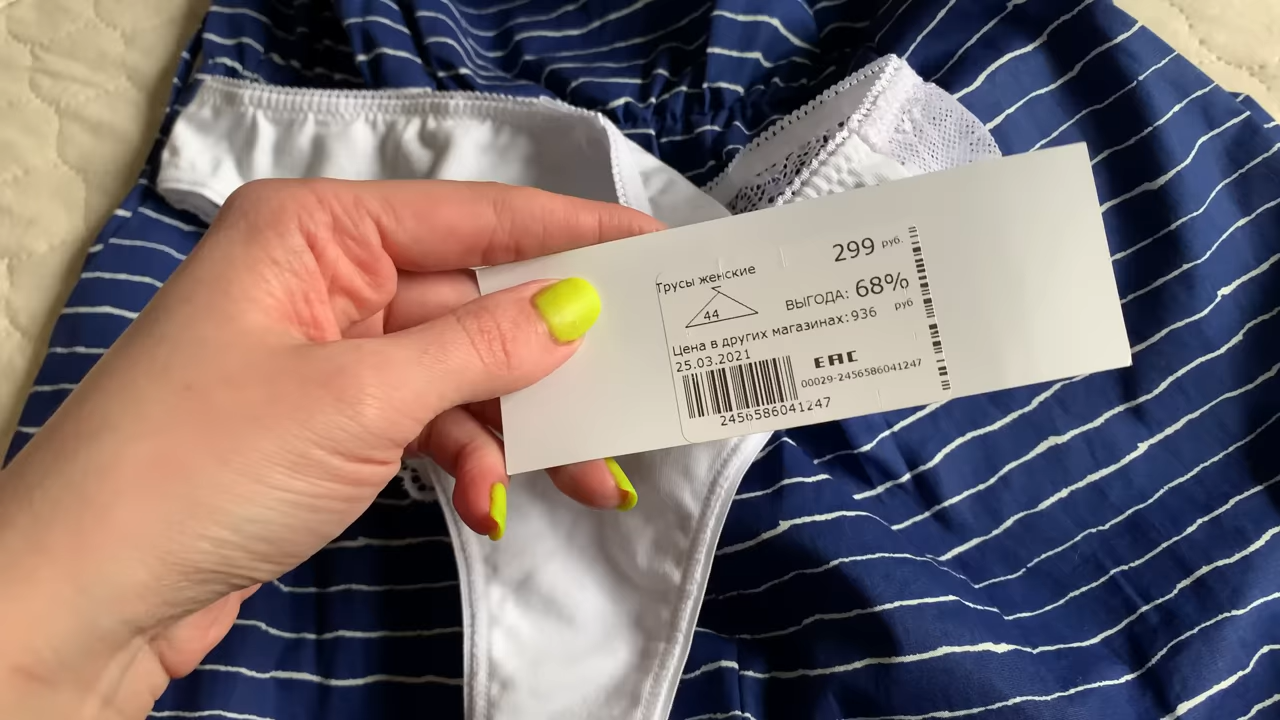 299 руб.
Трусы женские
44
ВЫГОДА: 68%
Цена в других магазинах: 936 руб
25.03.2021
EAC
00029-2456586041247
2456586041247